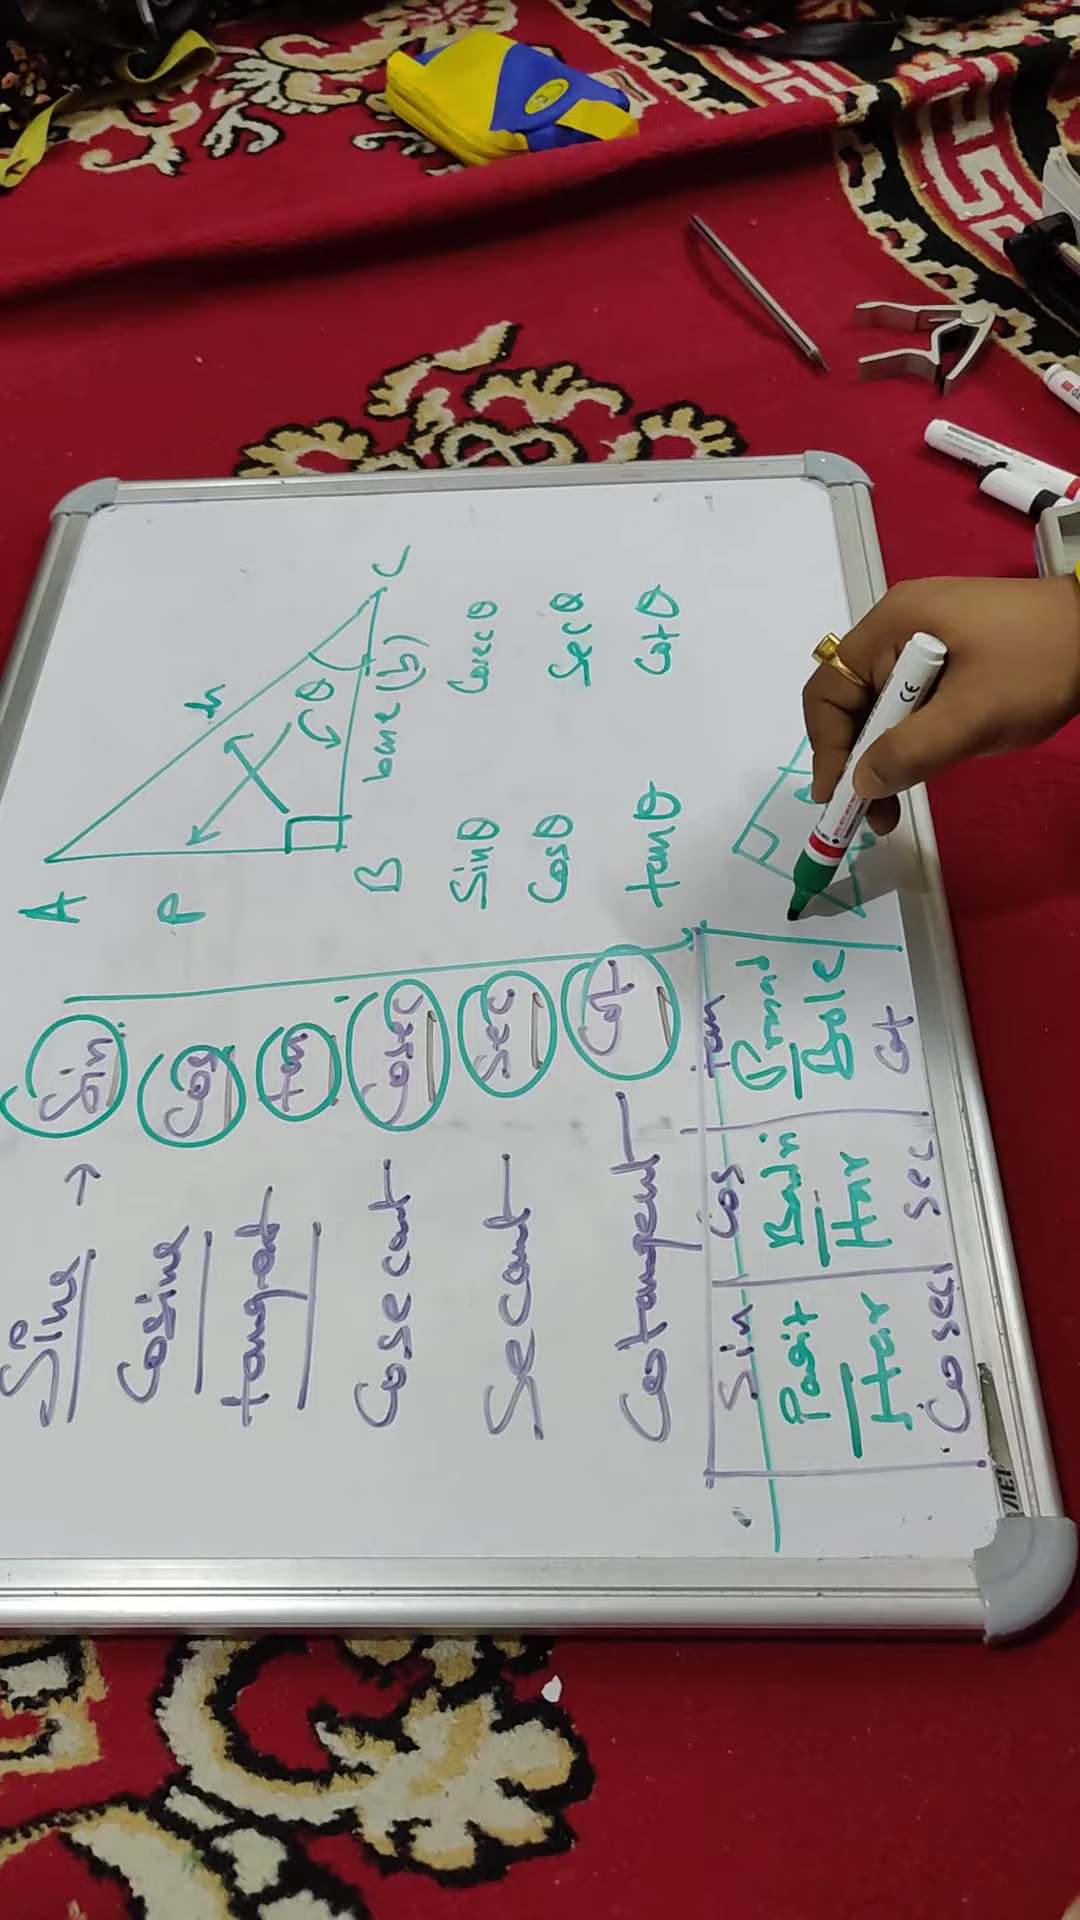 Sine → Sin
Cosine Cos
tangent tan
Cosecant Cosec
Secant Sec
Cotangent Cot
A
P h
θ
B base (b) C
Sinθ Cosecθ
Cosθ Secθ
tanθ Cotθ
Sin Cos tan
Pandit Badri Prasad
Har Har Bole
Cosec Sec Cot